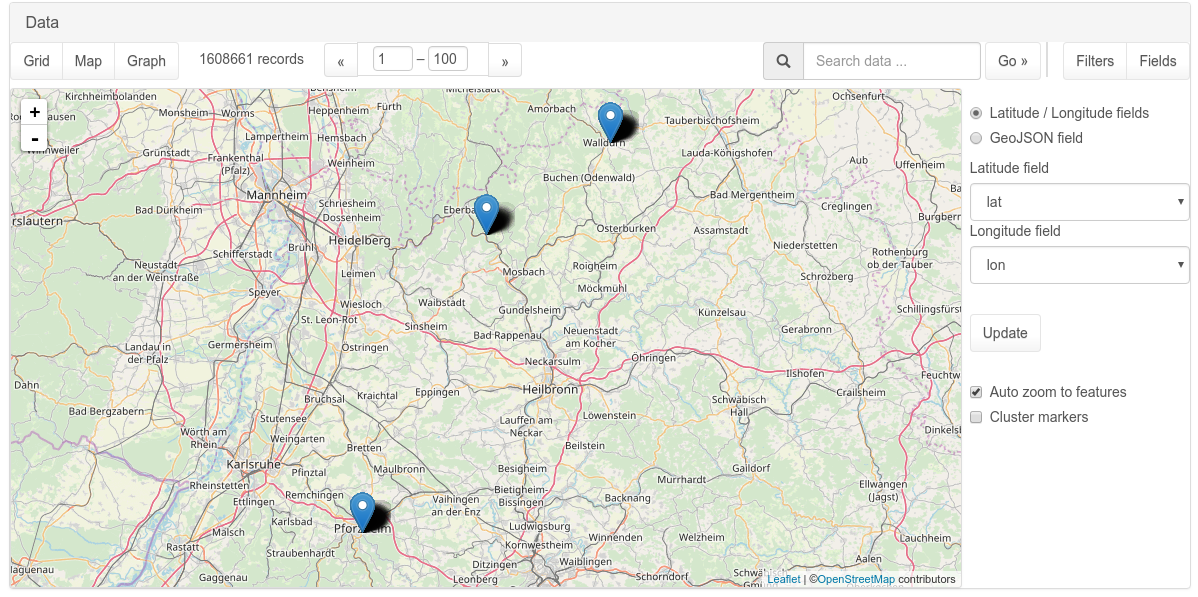 Data
Grid
Map
Graph
1608661 records
«
1
–
100
»
Search data ...
Go »
Filters
Fields
+
-
Kirchheimbolanden
Monsheim
Worms
Heppenheim
Fürth
Michelstadt
Amorbach
Tauberbischofsheim
Ochsenfurt
Lampertheim
Hemsbach
Walldürn
Grünstadt
Frankenthal
(Pfalz)
Weinheim
Lauda-Königshofen
Aub
Uffenheim
Mannheim
Buchen (Odenwald)
Bad Mergentheim
Bad Dürkheim
Schriesheim
Dossenheim
Creglingen
Osterburken
Assamstadt
Schifferstadt
Brühl
Heidelberg
Niederstetten
Rothenburg
ob der Tauber
Neustadt
an der Weinstraße
Leimen
Mosbach
Roigheim
Schrozberg
Möckmühl
Speyer
Wiesloch
Waibstadt
Gundelsheim
Künzelsau
St. Leon-Rot
Sinsheim
Bad Rappenau
Neuenstadt
am Kocher
Gerabronn
Landau in
der Pfalz
Germersheim
Östringen
Neckarsulm
Öhringen
Ilshofen
Dahn
Bruchsal
Kraichtal
Eppingen
Heilbronn
Crailsheim
Schwäbisch
Hall
Bad Bergzabern
Stutensee
Weingarten
Lauffen am
Neckar
Löwenstein
Wörth am
Rhein
Bretten
Beilstein
Karlsruhe
Pfinztal
Maulbronn
Besigheim
Gaildorf
Rheinstetten
Remchingen
Murrhardt
Ellwangen
(Jagst)
Ettlingen
Vaihingen
an der Enz
Bietigheim-
Bissingen
Backnang
Malsch
Karlsbad
Pforzheim
Ludwigsburg
Winnenden
Welzheim
Lauchheim
Rastatt
Straubenhardt
Kornwestheim
Aalen
Gaggenau
Ditzingen
Waiblingen
Leonberg
Schorndorf
Leaflet | ©OpenStreetMap contributors
Latitude / Longitude fields
GeoJSON field
Latitude field
lat
Longitude field
lon
Update
Auto zoom to features
Cluster markers